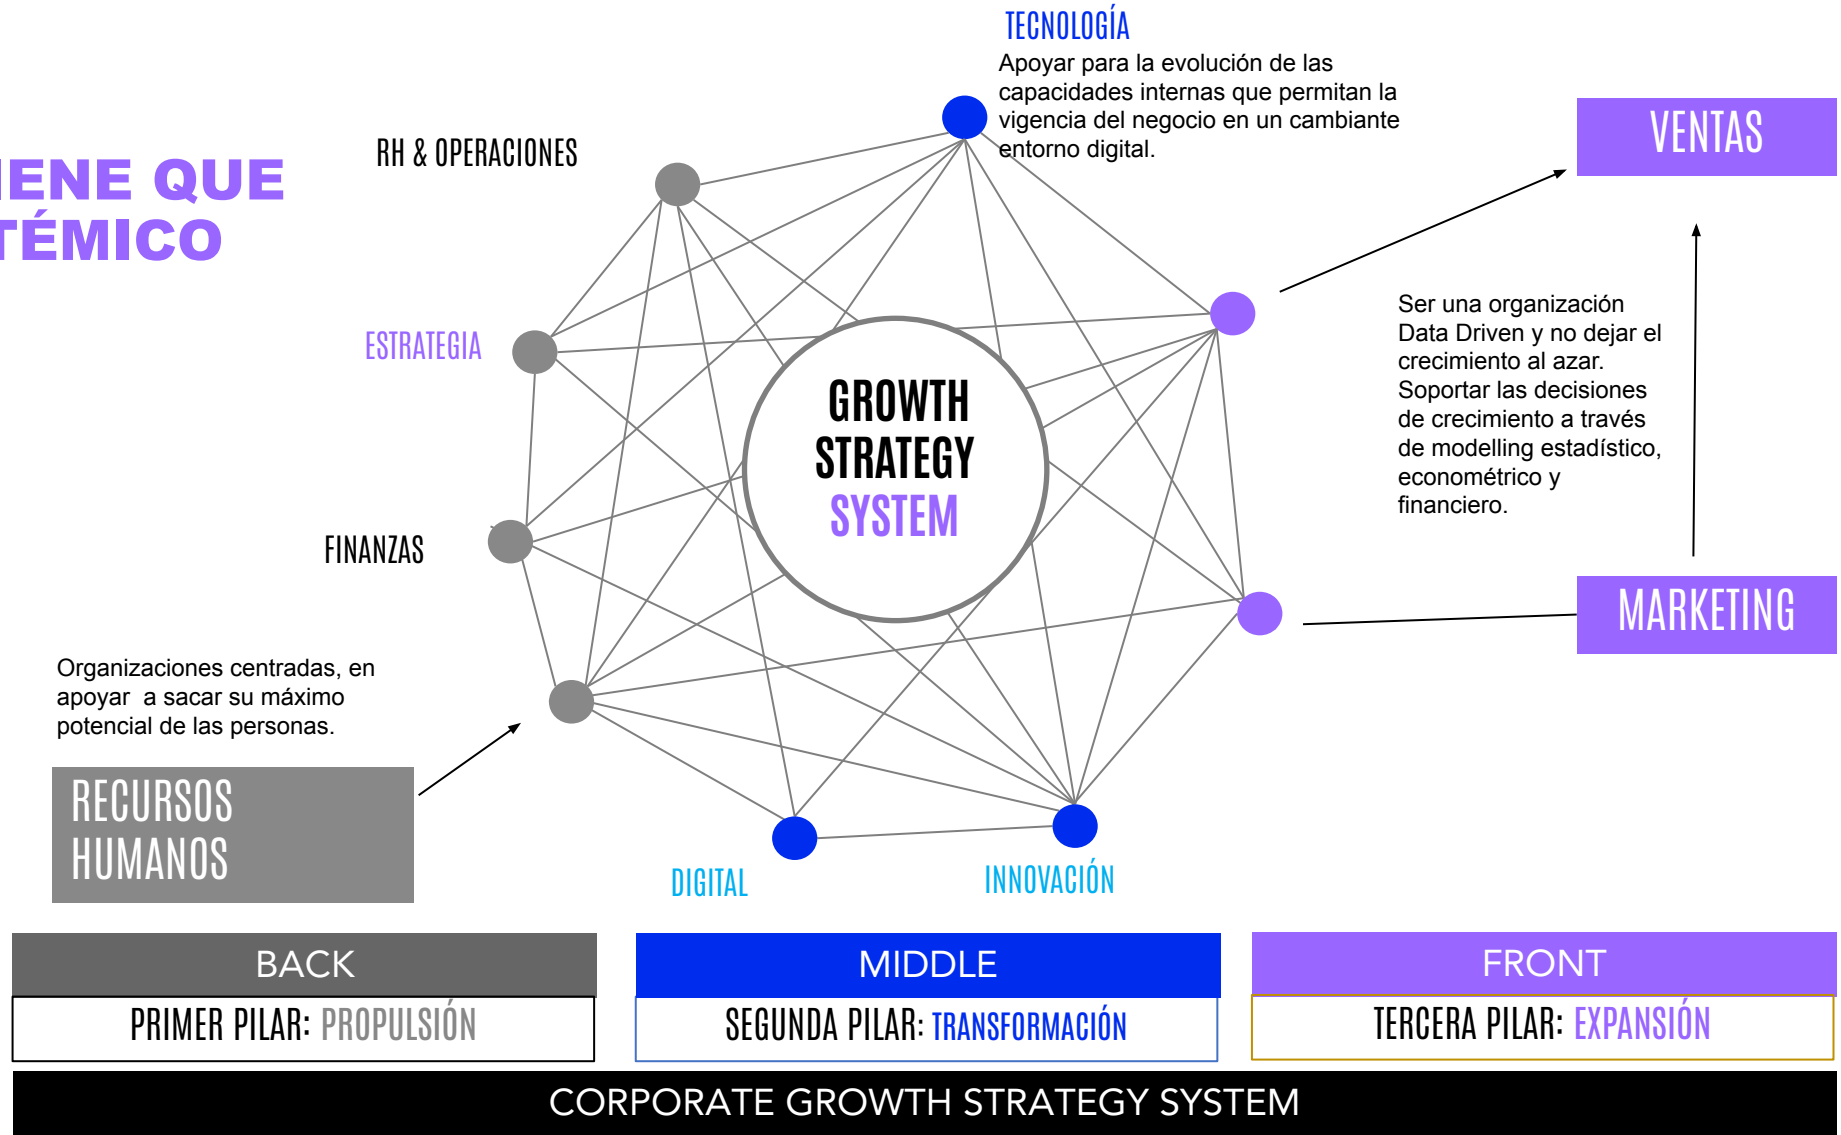 TECNOLOGÍA
Apoyar para la evolución de las
capacidades internas que permitan la
vigencia del negocio en un cambiante
entorno digital.
VENTAS
RH & OPERACIONES
QUE
ESTRATEGIA
Ser una organización
Data Driven y no dejar el
crecimiento al azar.
Soportar las decisiones
de crecimiento a través
de modelling estadístico,
econométrico y
financiero.
GROWTH
STRATEGY
SYSTEM
FINANZAS
MARKETING
Organizaciones centradas, en
apoyar a sacar su máximo
potencial de las personas.
RECURSOS
HUMANOS
DIGITAL
INNOVACIÓN
BACK
PRIMER PILAR: PROPULSIÓN
MIDDLE
SEGUNDA PILAR: TRANSFORMACIÓN
FRONT
TERCERA PILAR: EXPANSIÓN
CORPORATE GROWTH STRATEGY SYSTEM